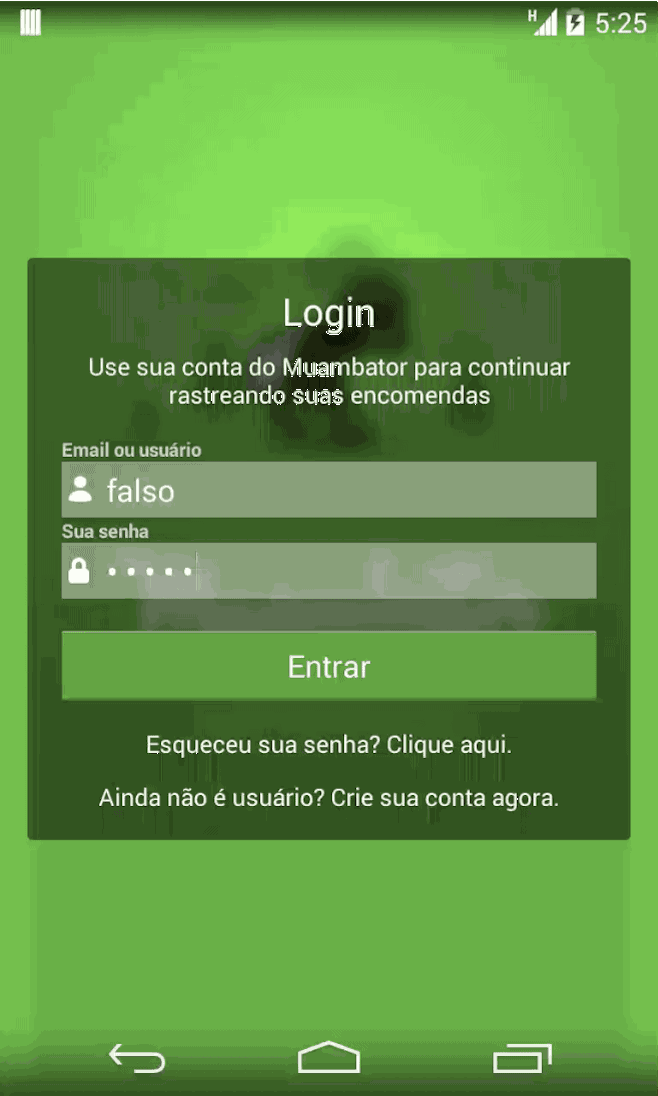 H 5:25
Login
Use sua conta do Muambator para continuar
rastreando suas encomendas
Email ou usuário
falso
Sua senha
•••••
Entrar
Esqueceu sua senha? Clique aqui.
Ainda não é usuário? Crie sua conta agora.